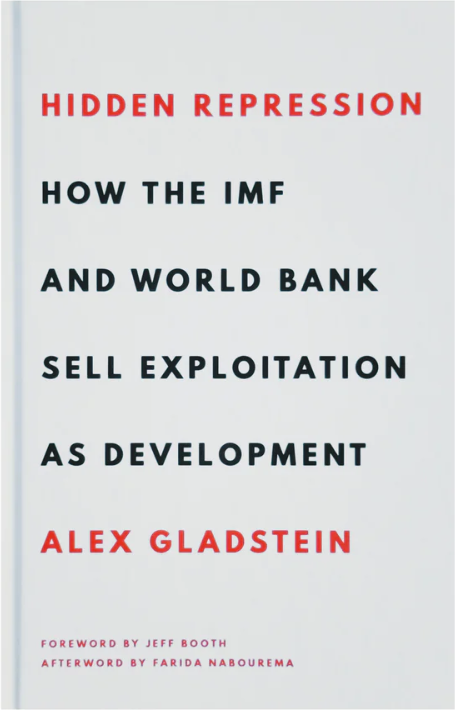 HIDDEN REPRESSION
HOW THE IMF
AND WORLD BANK
SELL EXPLOITATION
AS DEVELOPMENT
ALEX GLADSTEIN
FOREWORD BY JEFF BOOTH
AFTERWORD BY FARIDA NABOUREMA